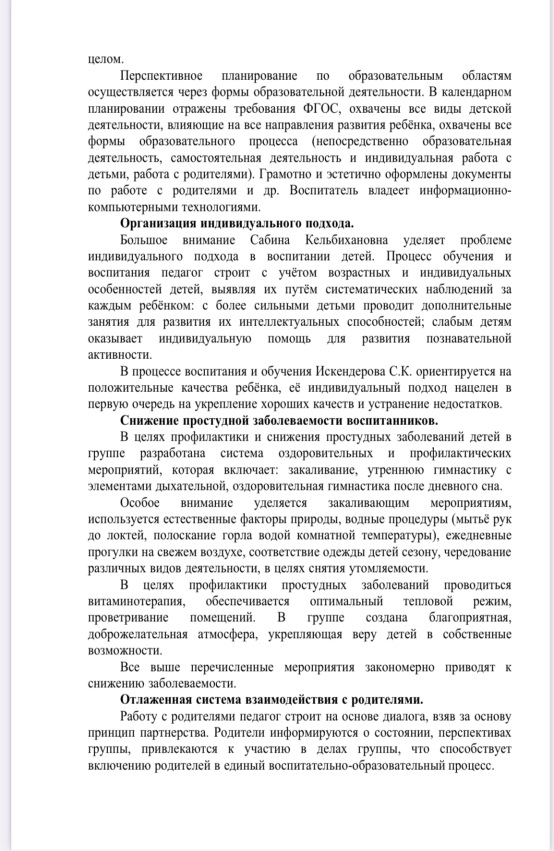 целом.
Перспективное планирование по образовательным областям
осуществляется через формы образовательной деятельности. В календарном
планировании отражены требования ФГОС, охвачены все виды детской
деятельности, влияющие на все направления развития ребёнка, охвачены все
формы образовательного процесса (непосредственно образовательная
деятельность, самостоятельная деятельность и индивидуальная работа с
детьми, работа с родителями). Грамотно и эстетично оформлены документы
по работе с родителями и др. Воспитатель владеет информационно-
компьютерными технологиями.
Организация индивидуального подхода.
Большое внимание Сабина Кельбихановна уделяет проблеме
индивидуального подхода в воспитании детей. Процесс обучения и
воспитания педагог строит с учётом возрастных и индивидуальных
особенностей детей, выявляя их путём систематических наблюдений за
каждым ребёнком: с более сильными детьми проводит дополнительные
занятия для развития их интеллектуальных способностей; слабым детям
оказывает индивидуальную помощь для развития познавательной
активности.
В процессе воспитания и обучения Искендерова С.К. ориентируется на
положительные качества ребёнка, её индивидуальный подход нацелен в
первую очередь на укрепление хороших качеств и устранение недостатков.
Снижение простудной заболеваемости воспитанников.
В целях профилактики и снижения простудных заболеваний детей в
группе разработана система оздоровительных и профилактических
мероприятий, которая включает: закаливание, утреннюю гимнастику с
элементами дыхательной, оздоровительная гимнастика после дневного сна.
Особое внимание уделяется закаливающим мероприятиям,
используется естественные факторы природы, водные процедуры (мытьё рук
до локтей, полоскание горла водой комнатной температуры), ежедневные
прогулки на свежем воздухе, соответствие одежды детей сезону, чередование
различных видов деятельности, в целях снятия утомляемости.
В целях профилактики простудных заболеваний проводиться
витаминотерапия, обеспечивается оптимальный тепловой режим,
проветривание помещений. В группе создана благоприятная,
доброжелательная атмосфера, укрепляющая веру детей в собственные
возможности.
Все выше перечисленные мероприятия закономерно приводят к
снижению заболеваемости.
Отлаженная система взаимодействия с родителями.
Работу с родителями педагог строит на основе диалога, взяв за основу
принцип партнерства. Родители информируются о состоянии, перспективах
группы, привлекаются к участию в делах группы, что способствует
включению родителей в единый воспитательно-образовательный процесс.